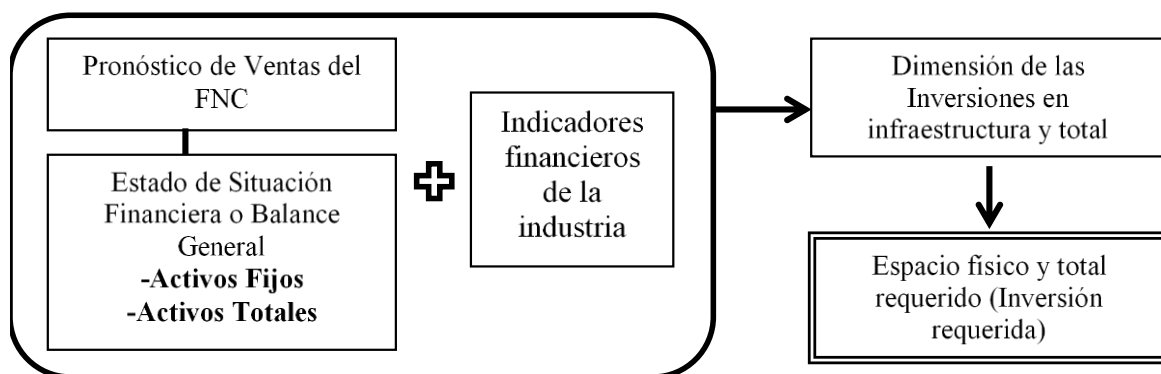 Pronóstico de Ventas del
FNC
Estado de Situación
Financiera o Balance
General
-Activos Fijos
-Activos Totales
Indicadores
financieros
de la
industria
Dimensión de las
Inversiones en
infraestructura y total
Espacio físico y total
requerido (Inversión
requerida)